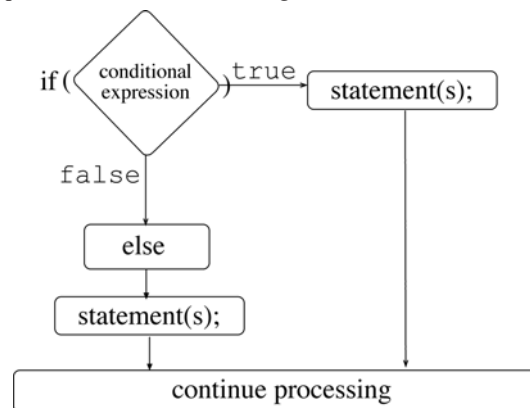 if ( conditional ) true
expression
statement(s);
false
else
statement(s);
continue processing